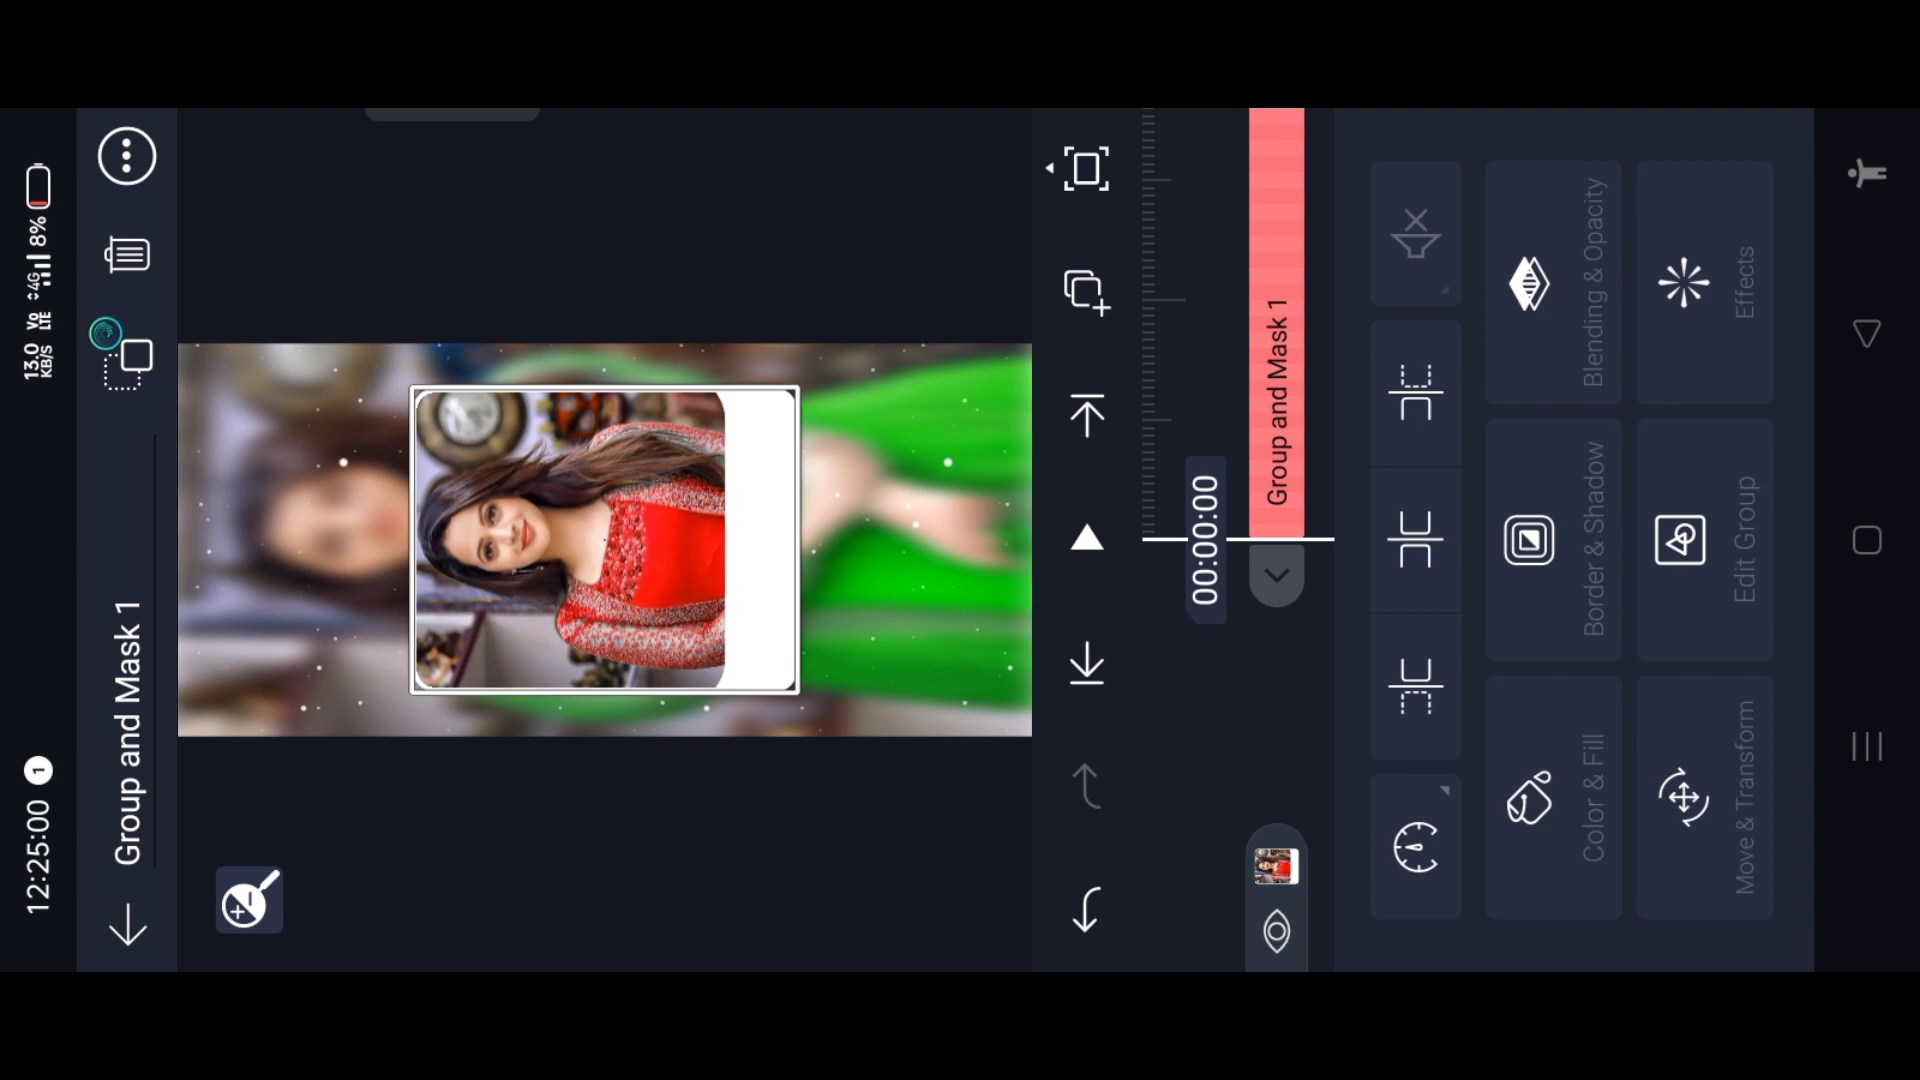 12:25:00 1 13.0 KB/S Vo LTE 4G 8%
Group and Mask 1
00:00:00
Group and Mask 1
Color & Fill
Border & Shadow
Blending & Opacity
Move & Transform
Edit Group
Effects